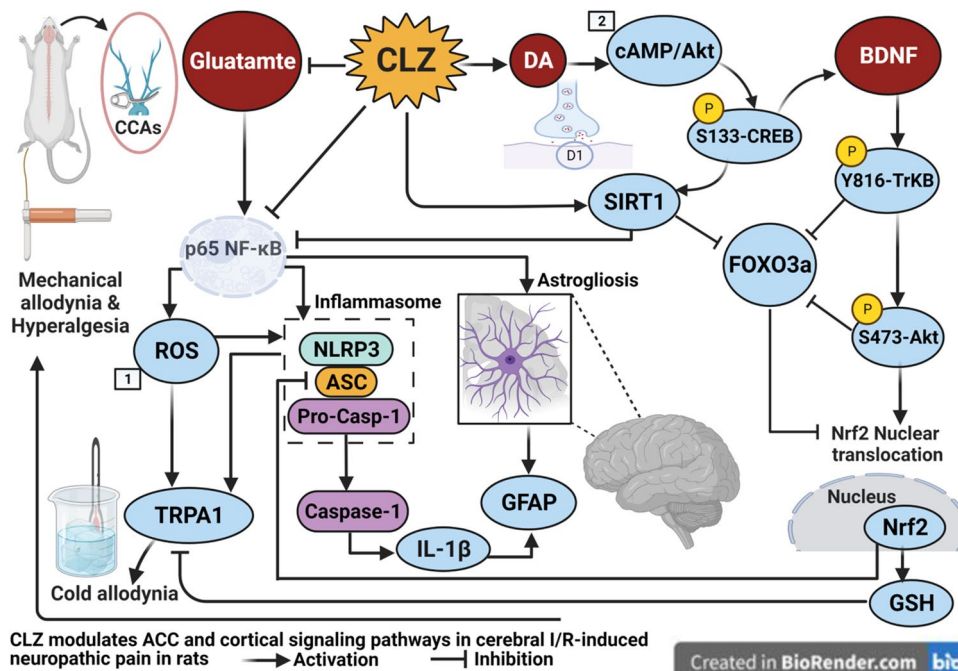 Gluatamte
CLZ
DA
2
cAMP/Akt
BDNF
CCAs
P
S133-CREB
D1
P
Y816-TrKB
SIRT1
p65 NF-κB
FOXO3a
Mechanical
allodynia &
Hyperalgesia
Inflammasome
Astrogliosis
ROS
1
NLRP3
ASC
Pro-Casp-1
P
S473-Akt
Nrf2 Nuclear
translocation
TRPA1
Caspase-1
GFAP
IL-1β
Nucleus
Nrf2
Cold allodynia
GSH
CLZ modulates ACC and cortical signaling pathways in cerebral I/R-induced
neuropathic pain in rats
Activation
Inhibition
Created in BioRender.com
bio